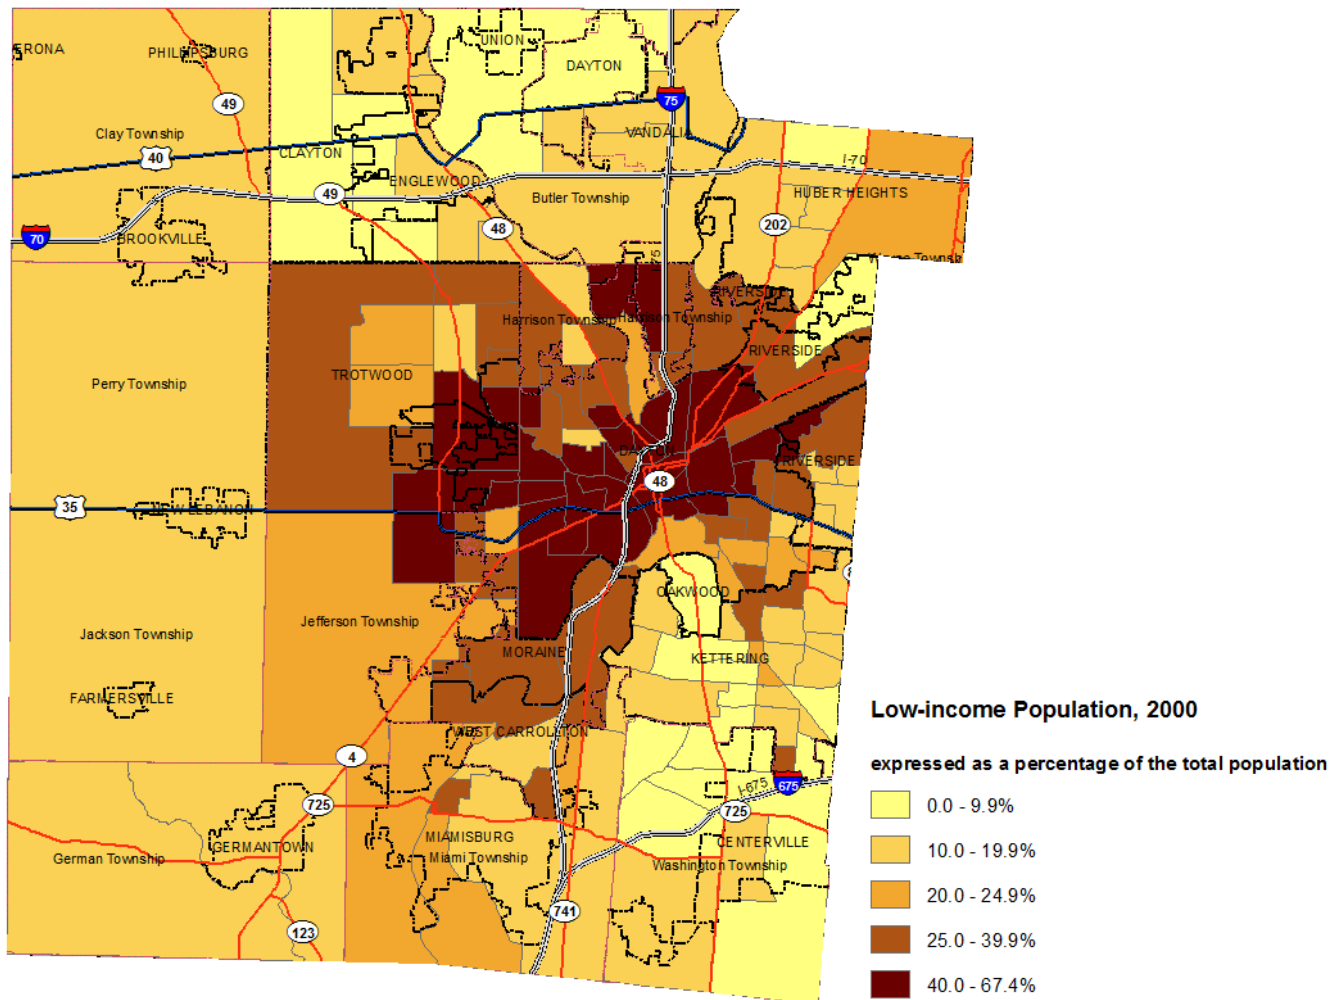 ERONA
PHILLIPSBURG
UNION
DAYTON
75
49
VANDALIA
Clay Township
40
CLAYTON
I-70
ENGLEWOOD
49
Butler Township
HUBER HEIGHTS
48
202
70
BROOKVILLE
I-75
RIVERSIDE
Harrison Township
Harrison Township
RIVERSIDE
TROTWOOD
Perry Township
DAYTON
RIVERSIDE
48
35
NEW LEBANON
OAKWOOD
Jefferson Township
Jackson Township
MORAINE
KETTERING
FARMERSVILLE
Low-income Population, 2000
WEST CARROLLTON
4
expressed as a percentage of the total population
I-675
675
725
725
0.0 - 9.9%
MIAMISBURG
CENTERVILLE
GERMANTOWN
10.0 - 19.9%
German Township
Miami Township
Washington Township
20.0 - 24.9%
741
123
25.0 - 39.9%
40.0 - 67.4%